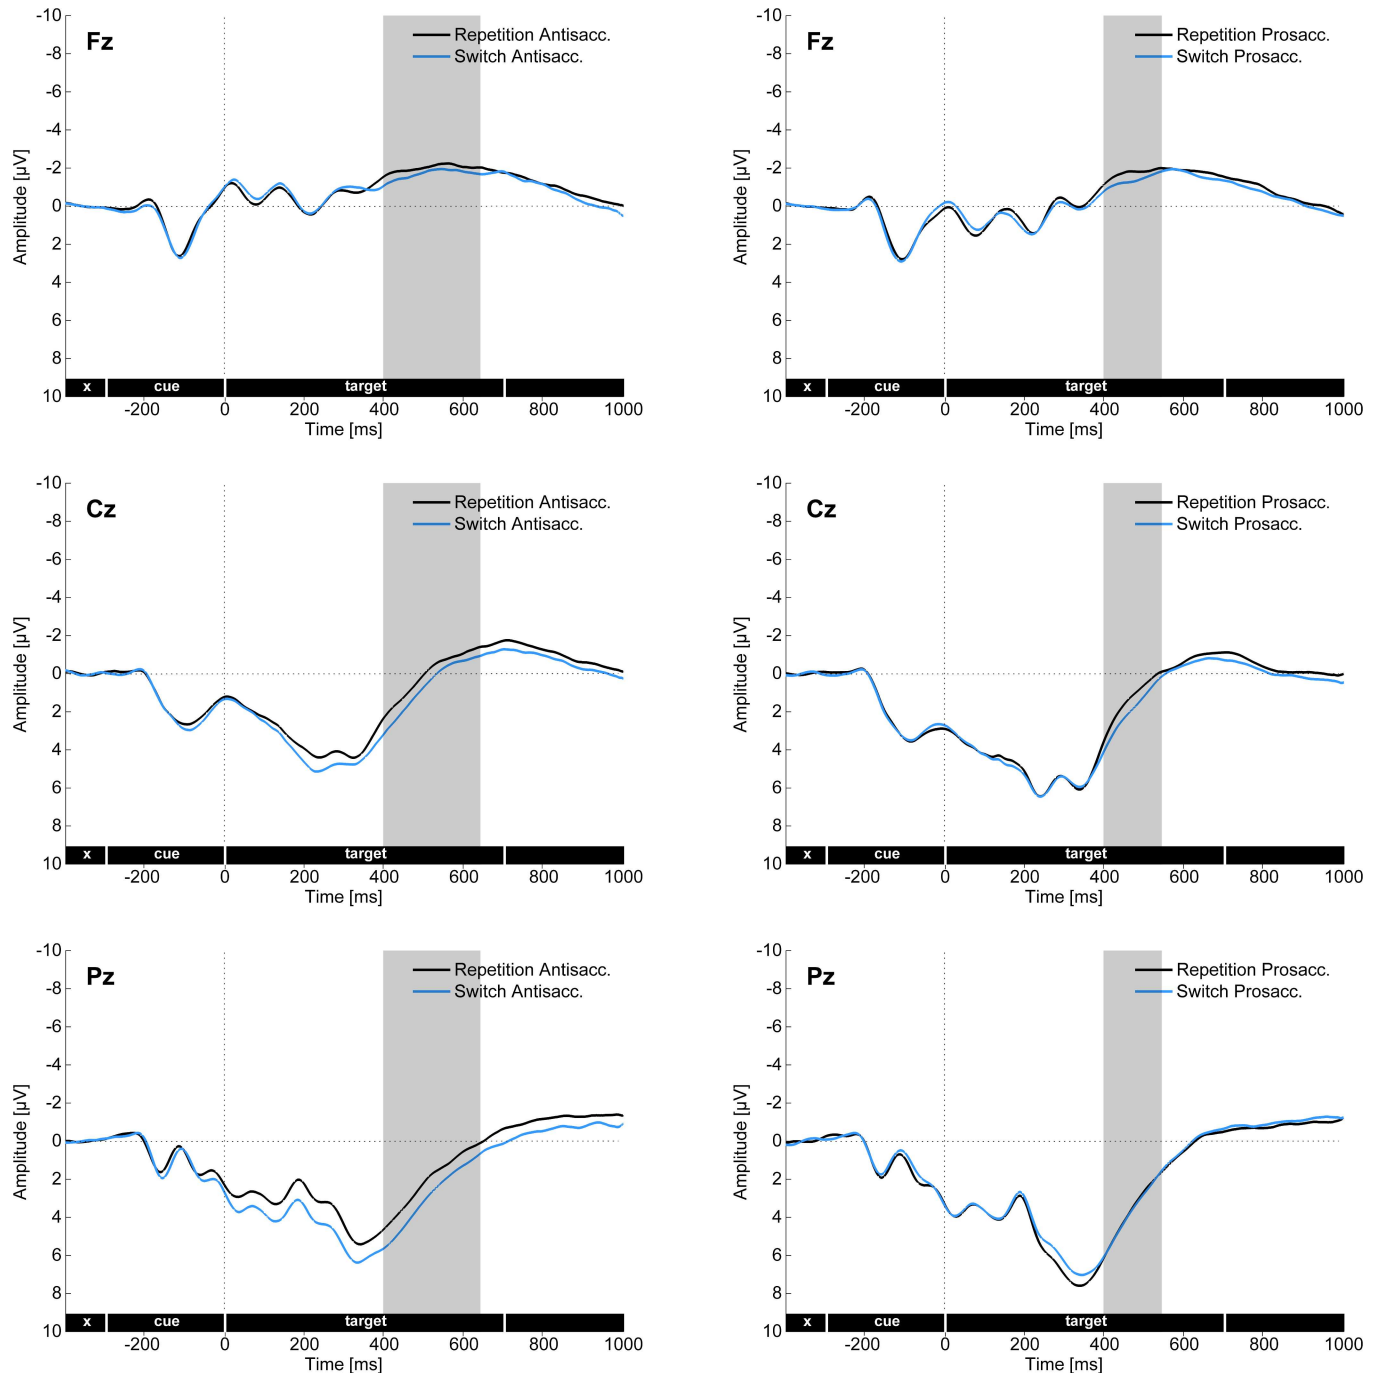 Fz
Repetition Antisacc.
Switch Antisacc.
Amplitude [µV]
-10
-8
-6
-4
-2
0
2
4
6
8
10
x cue target
-200 0 200 400 600 800 1000
Time [ms]
Fz
Repetition Prosacc.
Switch Prosacc.
Amplitude [µV]
-10
-8
-6
-4
-2
0
2
4
6
8
10
x cue target
-200 0 200 400 600 800 1000
Time [ms]
Cz
Repetition Antisacc.
Switch Antisacc.
Amplitude [µV]
-10
-8
-6
-4
-2
0
2
4
6
8
10
x cue target
-200 0 200 400 600 800 1000
Time [ms]
Cz
Repetition Prosacc.
Switch Prosacc.
Amplitude [µV]
-10
-8
-6
-4
-2
0
2
4
6
8
10
x cue target
-200 0 200 400 600 800 1000
Time [ms]
Pz
Repetition Antisacc.
Switch Antisacc.
Amplitude [µV]
-10
-8
-6
-4
-2
0
2
4
6
8
10
x cue target
-200 0 200 400 600 800 1000
Time [ms]
Pz
Repetition Prosacc.
Switch Prosacc.
Amplitude [µV]
-10
-8
-6
-4
-2
0
2
4
6
8
10
x cue target
-200 0 200 400 600 800 1000
Time [ms]